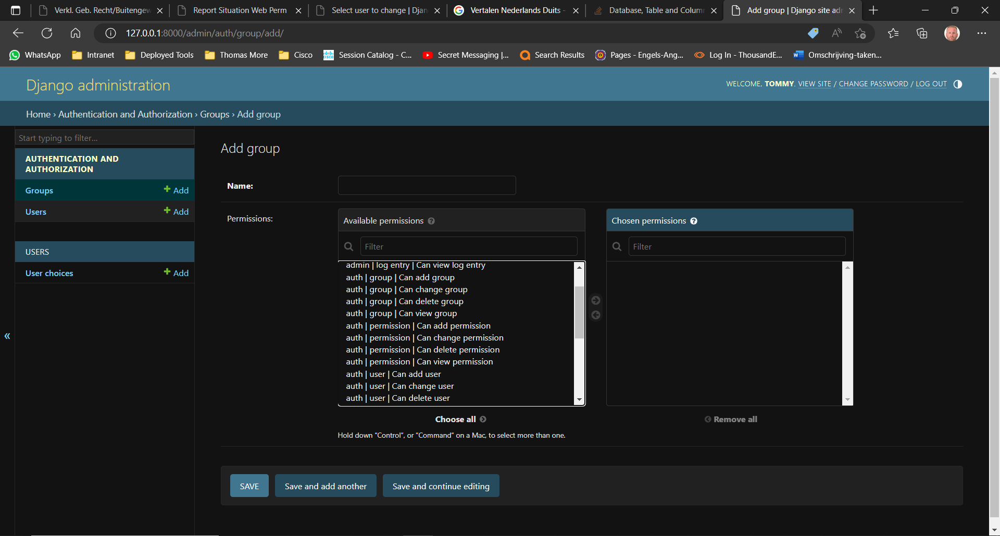 Verkl. Geb. Recht/Buitengew
Report Situation Web Perm
Select user to change | Djan
Vertalen Nederlands Duits -
Database, Table and Colum
Add group | Django site ad
127.0.0.1:8000/admin/auth/group/add/
WhatsApp
Intranet
Deployed Tools
Thomas More
Cisco
Session Catalog - C...
Secret Messaging |...
Search Results
Pages - Engels-Ang...
Log In - ThousandE...
Omschrijving-taken...
Django administration
WELCOME, TOMMY. VIEW SITE / CHANGE PASSWORD / LOG OUT
Home › Authentication and Authorization › Groups › Add group
Start typing to filter...
AUTHENTICATION AND
AUTHORIZATION
Groups
+ Add
Users
+ Add
USERS
User choices
+ Add
«
Add group
Name:
Permissions:
Available permissions ?
Filter
admin | log entry | Can view log entry
auth | group | Can add group
auth | group | Can change group
auth | group | Can delete group
auth | group | Can view group
auth | permission | Can add permission
auth | permission | Can change permission
auth | permission | Can delete permission
auth | permission | Can view permission
auth | user | Can add user
auth | user | Can change user
auth | user | Can delete user
Choose all
Hold down “Control”, or “Command” on a Mac, to select more than one.
Chosen permissions ?
Filter
Remove all
SAVE
Save and add another
Save and continue editing